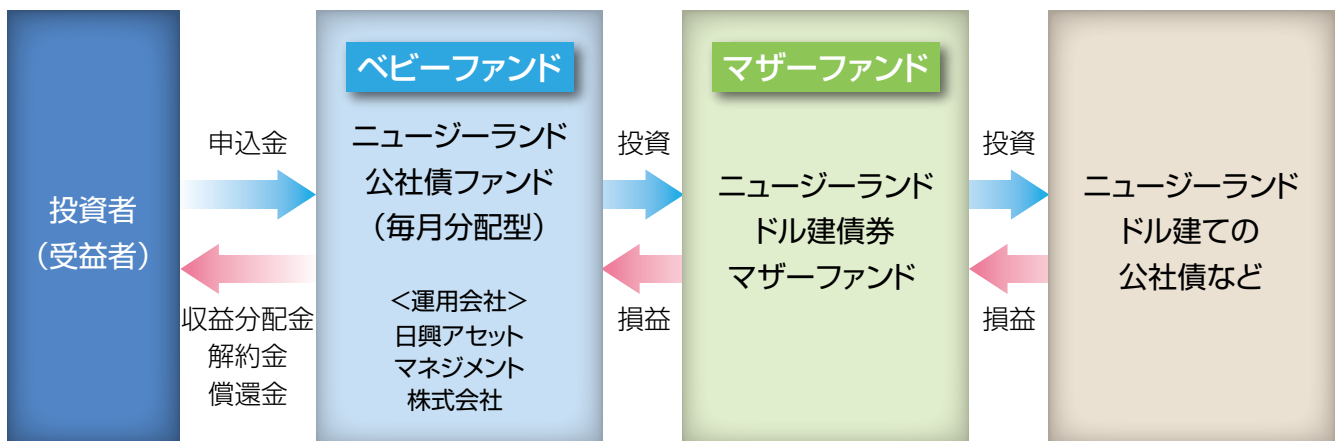 投資者
（受益者）
申込金
収益分配金
解約金
償還金
ベビーファンド
ニュージーランド
公社債ファンド
（毎月分配型）
＜運用会社＞
日興アセット
マネジメント
株式会社
投資
損益
マザーファンド
ニュージーランド
ドル建債券
マザーファンド
投資
損益
ニュージーランド
ドル建ての
公社債など